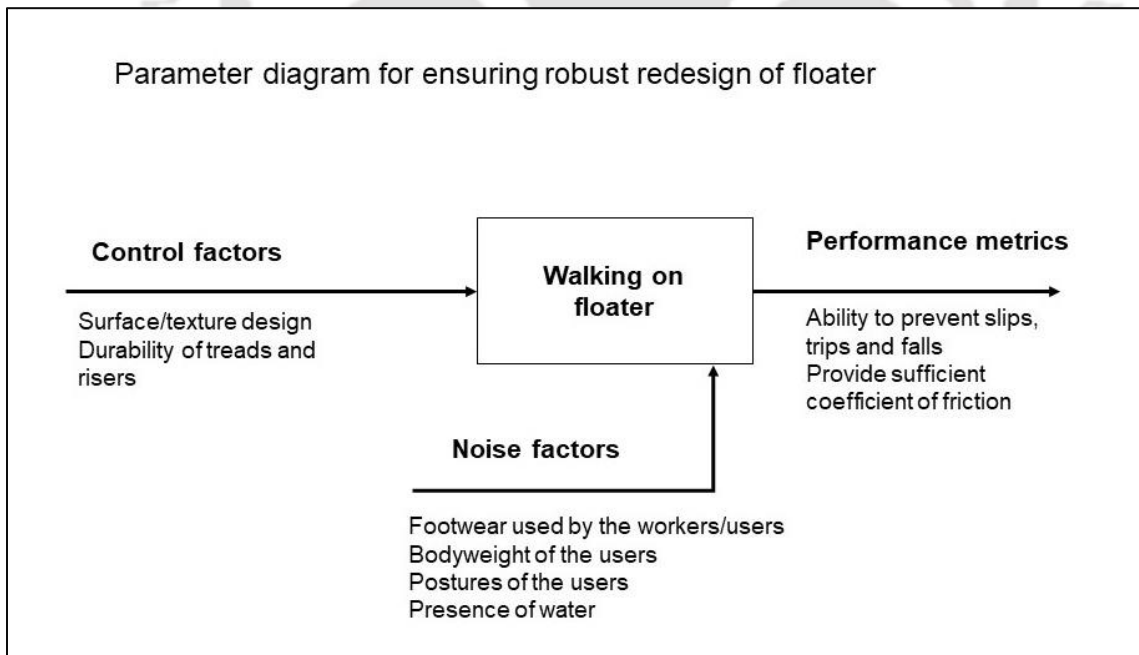 Parameter diagram for ensuring robust redesign of floater
Control factors
Surface/texture design
Durability of treads and
risers
Walking on
floater
Performance metrics
Ability to prevent slips,
trips and falls
Provide sufficient
coefficient of friction
Noise factors
Footwear used by the workers/users
Bodyweight of the users
Postures of the users
Presence of water